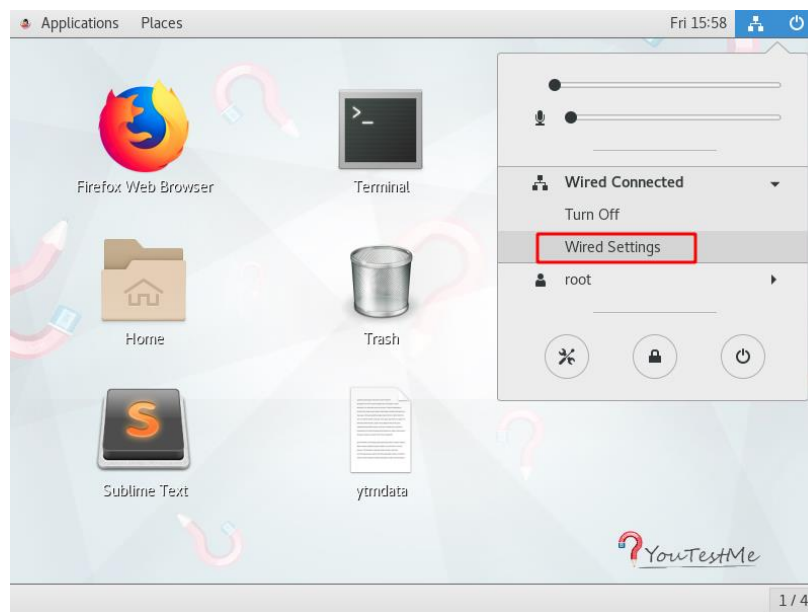 Applications Places Fri 15:58
Firefox Web Browser
Terminal
Wired Connected
Turn Off
Wired Settings
root
Home
Trash
S
Sublime Text
ytmdata
YouTestMe
1 / 4